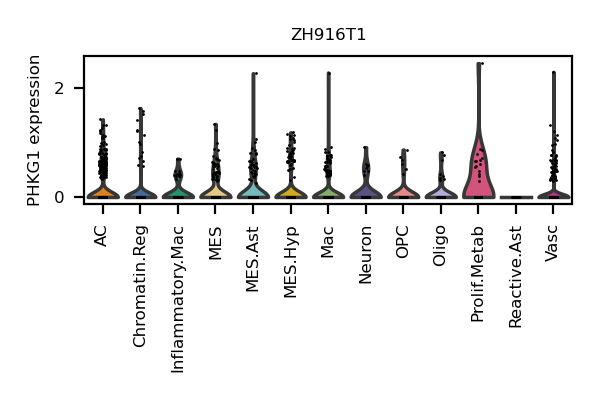 ZH916T1
PHKG1 expression
2
0
AC
Chromatin.Reg
Inflammatory.Mac
MES
MES.Ast
MES.Hyp
Mac
Neuron
OPC
Oligo
Prolif.Metab
Reactive.Ast
Vasc